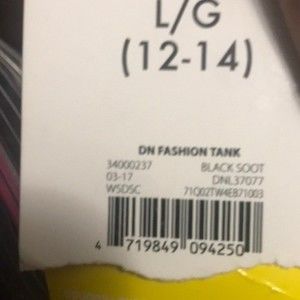 L/G
(12-14)
DN FASHION TANK
34000237 BLACK SOOT
03-17 DNL37077
WSDSC 71Q02TW4EB71003
4 719849 094250